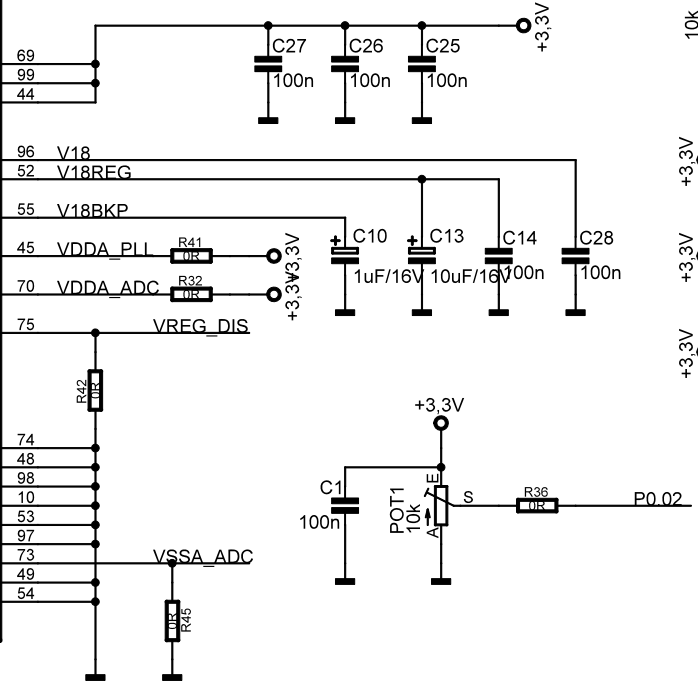 10k
+3,3V
69
C27
C26
C25
99
100n
100n
100n
44
96 V18
+3,3V
52 V18REG
55 V18BKP
C10
C13
C14
C28
45 VDDA_PLL
R41
0R
+3,3V
+3,3V
1uF/16V
10uF/16V
100n
100n
70 VDDA_ADC
R32
0R
+3,3V
75
VREG_DIS
+3,3V
R42
0R
+3,3V
74
48
98
10
53
97
C1
100n
POT1
10k
E
S
A
R36
0R
P0.02
73
VSSA_ADC
49
54
0R
R45